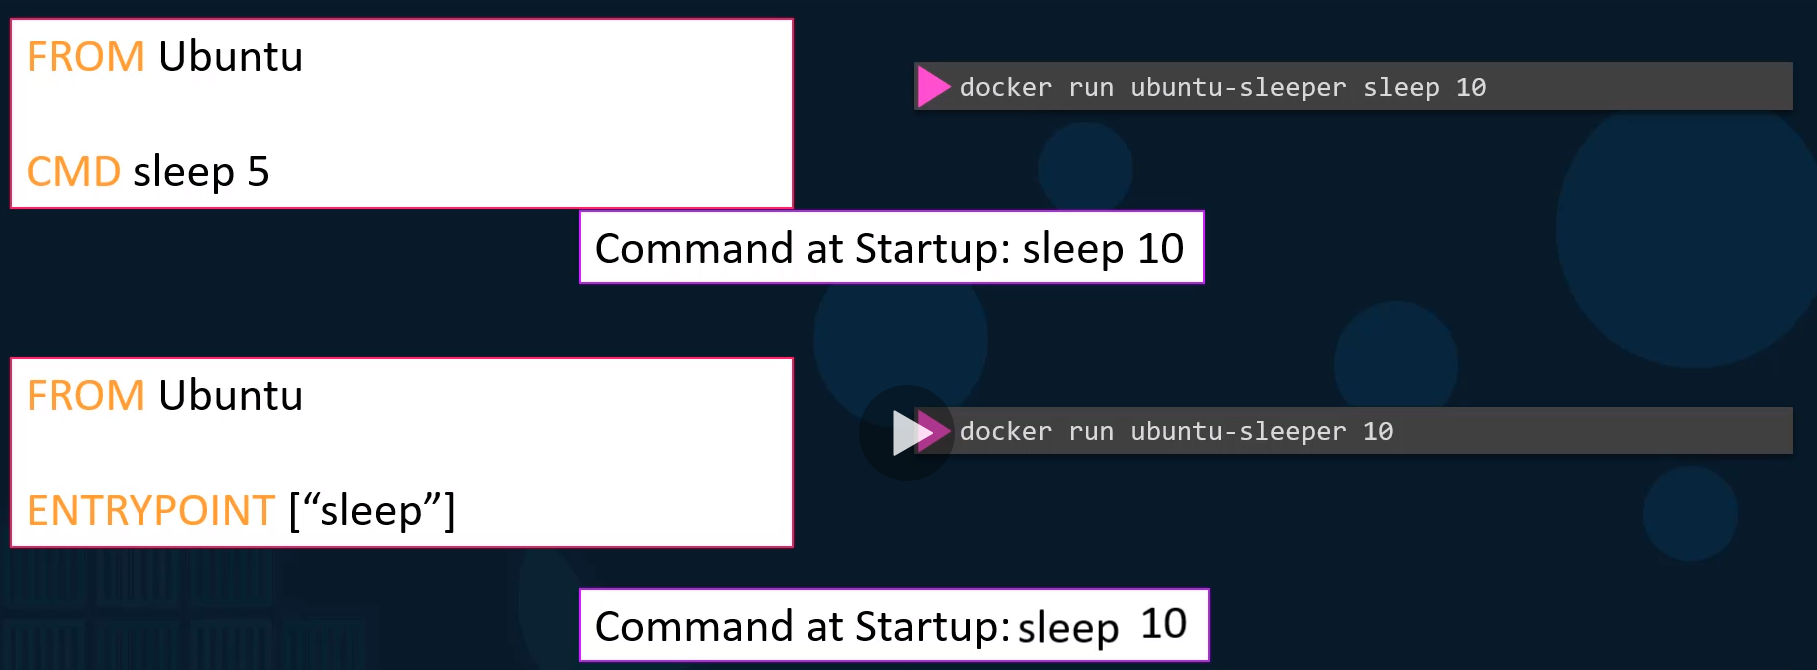 FROM Ubuntu
docker run ubuntu-sleeper sleep 10
CMD sleep 5
Command at Startup: sleep 10
FROM Ubuntu
docker run ubuntu-sleeper 10
ENTRYPOINT [“sleep”]
Command at Startup: sleep 10